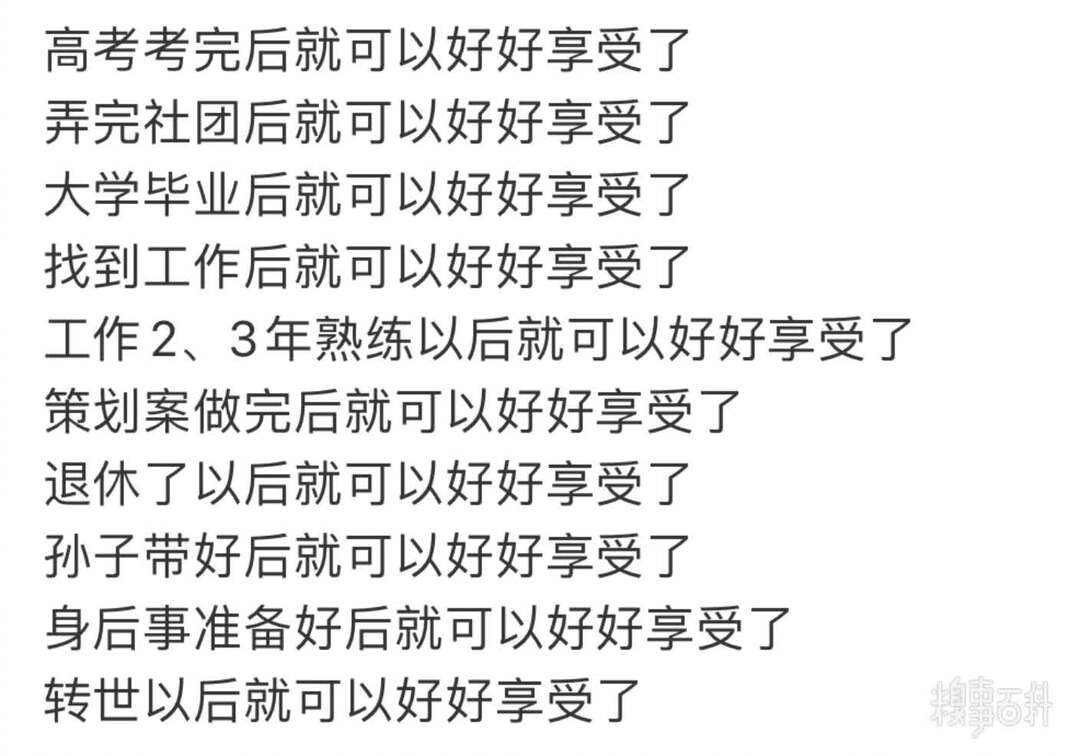 高考考完后就可以好好享受了
弄完社团后就可以好好享受了
大学毕业后就可以好好享受了
找到工作后就可以好好享受了
工作2、3年熟练以后就可以好好享受了
策划案做完后就可以好好享受了
退休了以后就可以好好享受了
孙子带好后就可以好好享受了
身后事准备好后就可以好好享受了
转世以后就可以好好享受了
糗事百科